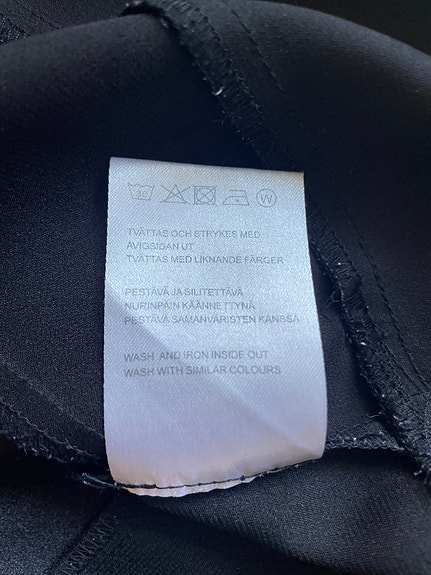 30 W
TVÄTTAS OCH STRYKES MED
AVIGSIDAN UT
TVÄTTAS MED LIKNANDE FÄRGER
PESTÄVÄ JA SILITETTÄVÄ
NURINPÄIN KÄÄNNETTYNÄ
PESTÄVÄ SAMANVÄRISTEN KANSSA
WASH AND IRON INSIDE OUT
WASH WITH SIMILAR COLOURS